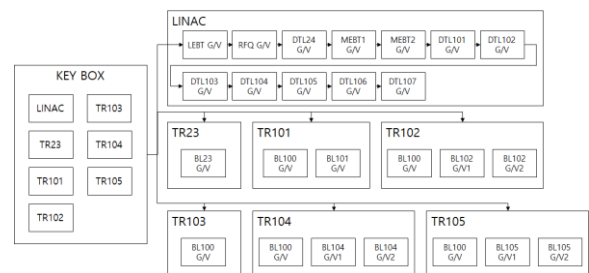 LINAC
LEBT G/V
RFQ G/V
DTL24
G/V
MEBT1
G/V
MEBT2
G/V
DTL101
G/V
DTL102
G/V
DTL103
G/V
DTL104
G/V
DTL105
G/V
DTL106
G/V
DTL107
G/V
KEY BOX
LINAC
TR103
TR23
TR104
TR101
TR105
TR102
TR23
BL23
G/V
TR101
BL100
G/V
BL101
G/V
TR102
BL100
G/V
BL102
G/V1
BL102
G/V2
TR103
BL100
G/V
TR104
BL100
G/V
BL104
G/V1
BL104
G/V2
TR105
BL100
G/V
BL105
G/V1
BL105
G/V2